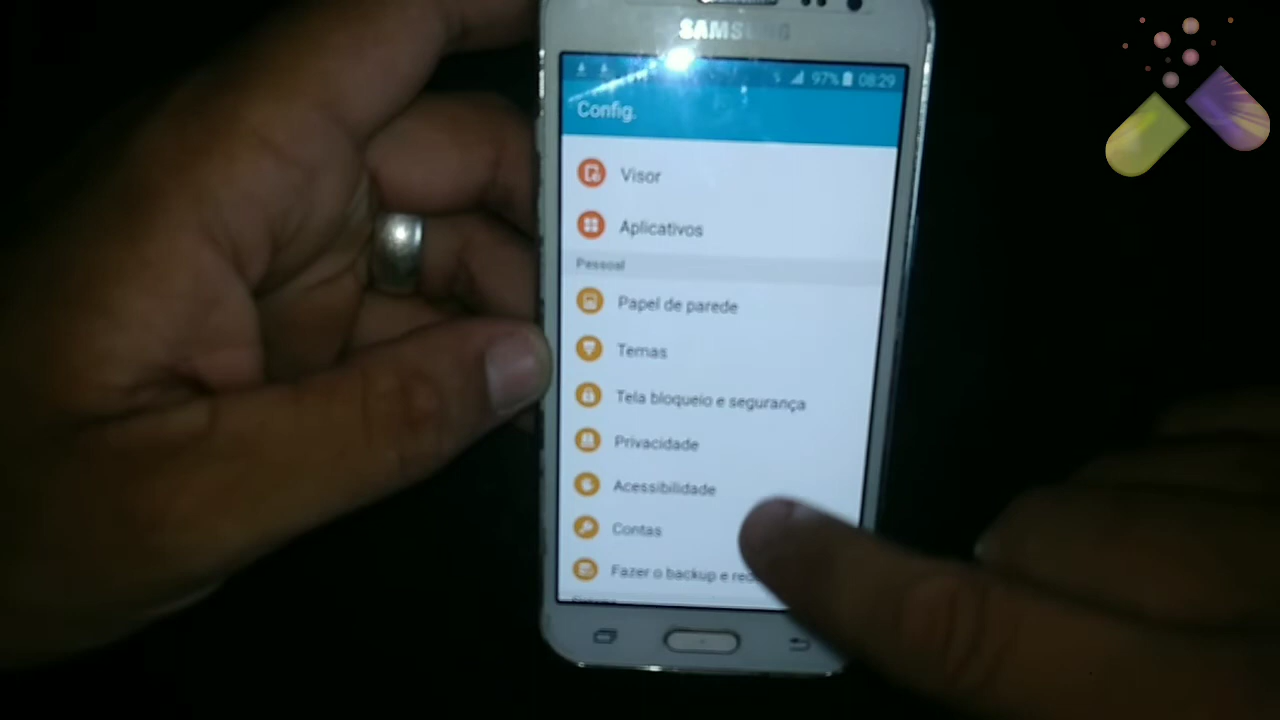 SAMSUNG
97% 08:29
Config.
Visor
Aplicativos
Pessoal
Papel de parede
Temas
Tela bloqueio e segurança
Privacidade
Acessibilidade
Contas
Fazer o backup e